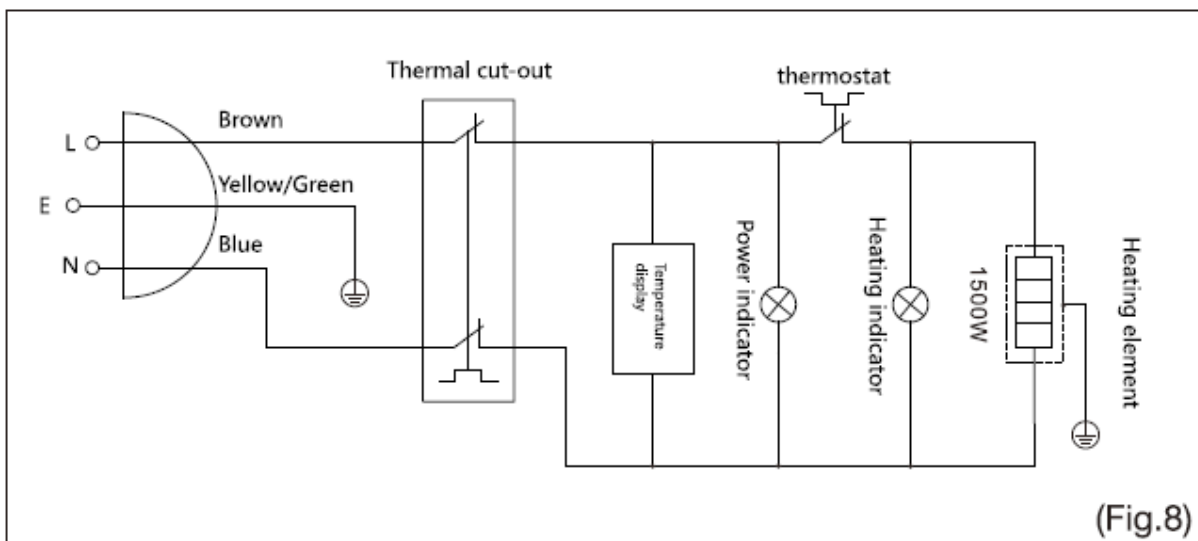 Thermal cut-out
thermostat
Brown
L
Yellow/Green
E
Blue
N
Temperature
display
Power indicator
Heating indicator
1500W
Heating element
(Fig.8)